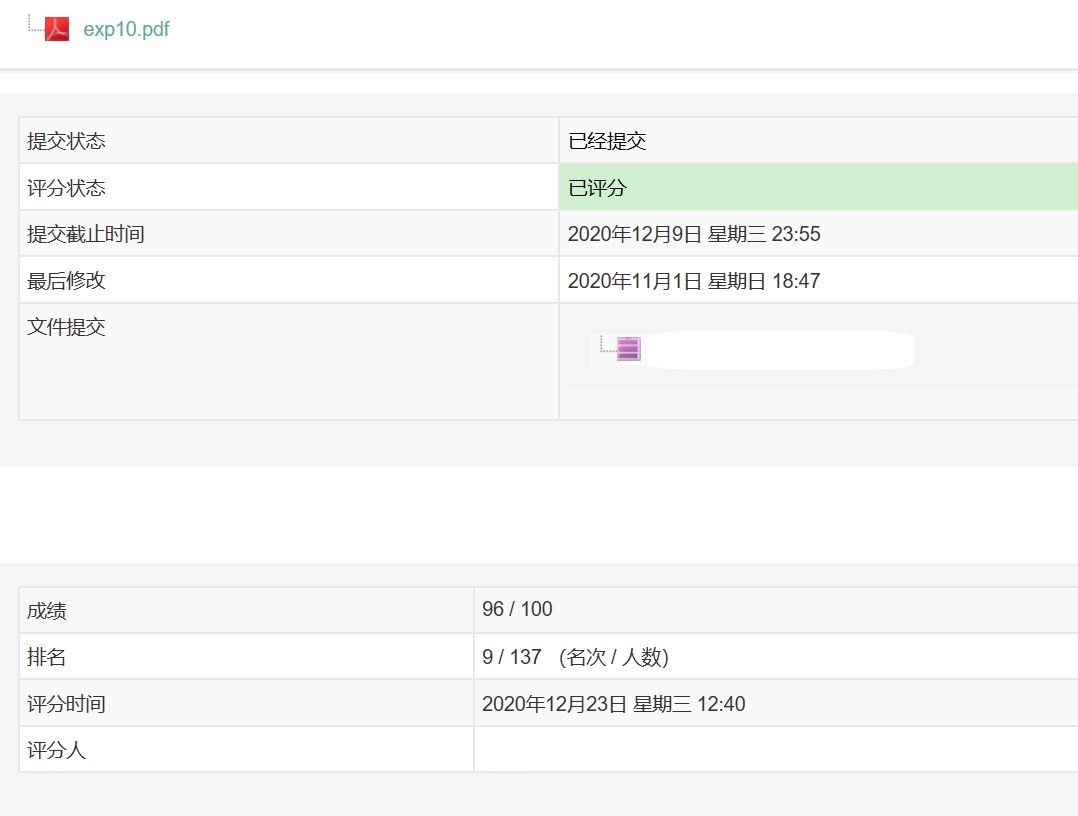 exp10.pdf
提交状态 已经提交
评分状态 已评分
提交截止时间 2020年12月9日 星期三 23:55
最后修改 2020年11月1日 星期日 18:47
文件提交
成绩 96 / 100
排名 9 / 137 (名次 / 人数)
评分时间 2020年12月23日 星期三 12:40
评分人